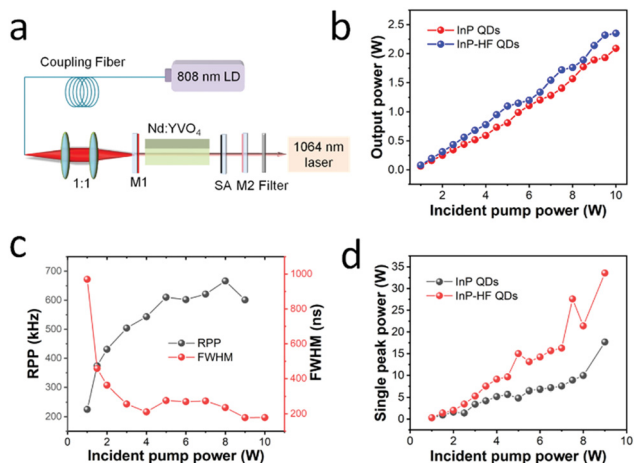 a
Coupling Fiber
808 nm LD
Nd:YVO4
1064 nm
laser
1:1
M1
SA M2 Filter
b
InP QDs
InP-HF QDs
Output power (W)
2.5
2.0
1.5
1.0
0.5
0.0
2 4 6 8 10
Incident pump power (W)
c
RPP (kHz)
700
600
500
400
300
200
RPP
FWHM
1000
800
600
400
200
FWHM (ns)
0 2 4 6 8 10
Incident pump power (W)
d
InP QDs
InP-HF QDs
Single peak power (W)
35
30
25
20
15
10
5
0
0 2 4 6 8 10
Incident pump power (W)